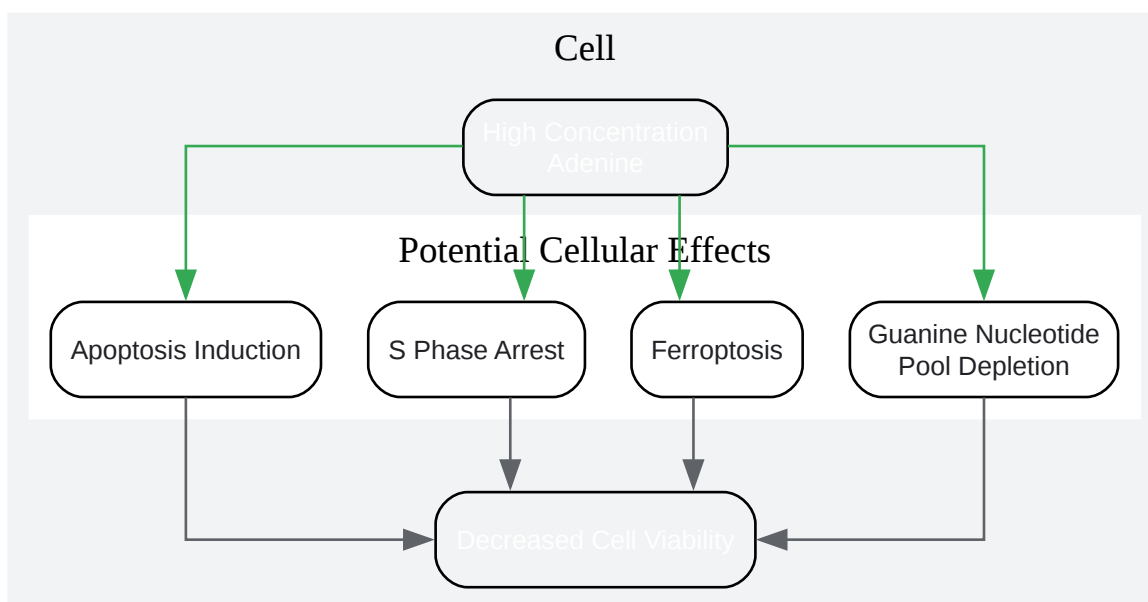 Cell
High Concentration
Adenine
Potential Cellular Effects
Apoptosis Induction
S Phase Arrest
Ferroptosis
Guanine Nucleotide
Pool Depletion
Decreased Cell Viability